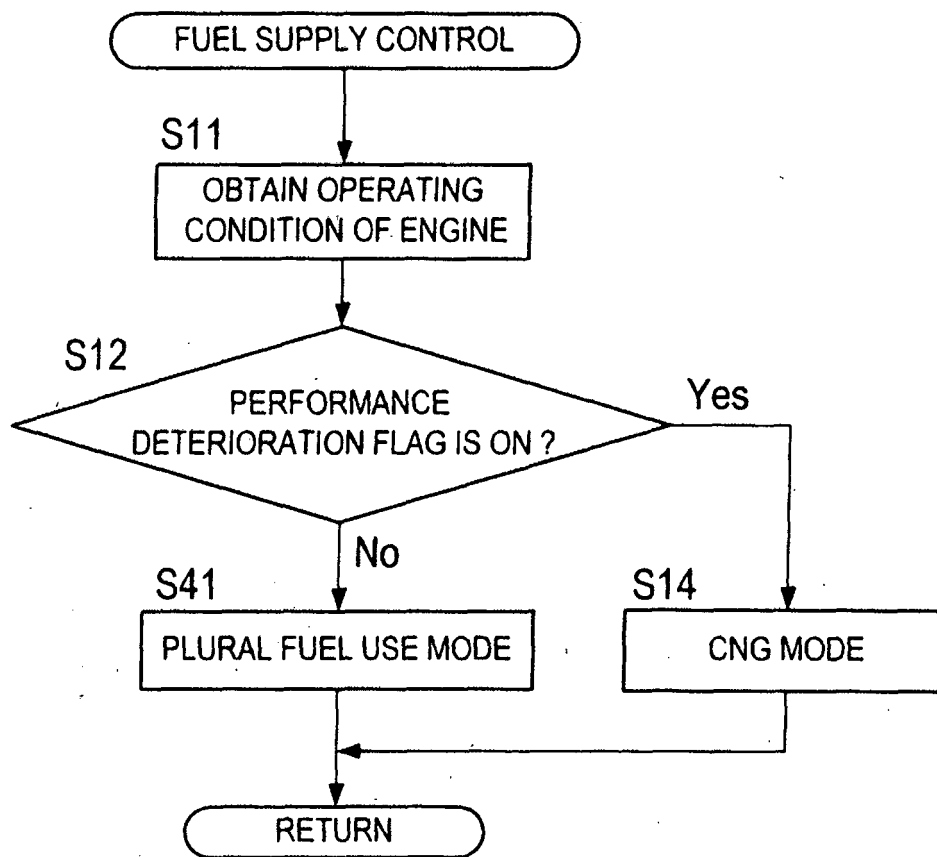 FUEL SUPPLY CONTROL
S11
OBTAIN OPERATING
CONDITION OF ENGINE
S12
PERFORMANCE
DETERIORATION FLAG IS ON ?
Yes
No
S41
PLURAL FUEL USE MODE
S14
CNG MODE
RETURN